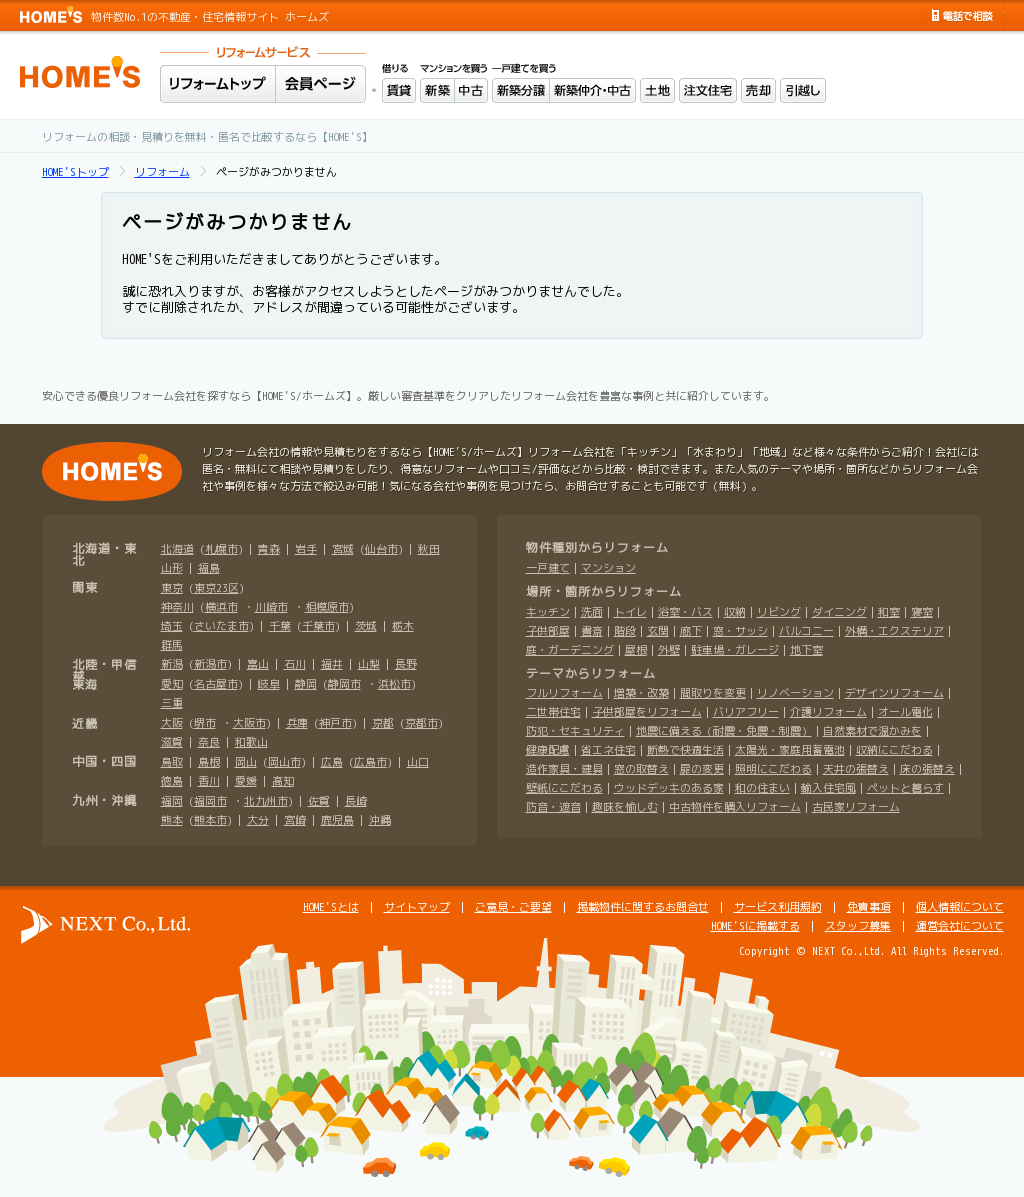 HOME'S 物件数No.1の不動産・住宅情報サイト ホームズ
電話で相談
HOME'S
リフォームサービス
リフォームトップ 会員ページ
借りる マンションを買う 一戸建てを買う
賃貸 新築 中古 新築分譲 新築仲介・中古 土地 注文住宅 売却 引越し
リフォームの相談・見積りを無料・匿名で比較するなら【HOME'S】
HOME'Sトップ リフォーム ページがみつかりません
ページがみつかりません
HOME'Sをご利用いただきましてありがとうございます。
誠に恐れ入りますが、お客様がアクセスしようとしたページがみつかりませんでした。
すでに削除されたか、アドレスが間違っている可能性がございます。
安心できる優良リフォーム会社を探すなら【HOME'S/ホームズ】。厳しい審査基準をクリアしたリフォーム会社を豊富な事例と共に紹介しています。
HOME'S
リフォーム会社の情報や見積もりをするなら【HOME'S/ホームズ】リフォーム会社を「キッチン」「水まわり」「地域」など様々な条件からご紹介！会社には
匿名・無料にて相談や見積りをしたり、得意なリフォームや口コミ/評価などから比較・検討できます。また人気のテーマや場所・箇所などからリフォーム会
社や事例を様々な方法で絞込み可能！気になる会社や事例を見つけたら、お問合せすることも可能です（無料）。
北海道・東北
北海道 (札幌市) | 青森 | 岩手 | 宮城 (仙台市) | 秋田
山形 | 福島
関東
東京 (東京23区)
神奈川 (横浜市 ・川崎市 ・相模原市)
埼玉 (さいたま市) | 千葉 (千葉市) | 茨城 | 栃木
群馬
北陸・甲信越
新潟 (新潟市) | 富山 | 石川 | 福井 | 山梨 | 長野
東海
愛知 (名古屋市) | 岐阜 | 静岡 (静岡市 ・浜松市)
三重
近畿
大阪 (堺市 ・大阪市) | 兵庫 (神戸市) | 京都 (京都市)
滋賀 | 奈良 | 和歌山
中国・四国
鳥取 | 島根 | 岡山 (岡山市) | 広島 (広島市) | 山口
徳島 | 香川 | 愛媛 | 高知
九州・沖縄
福岡 (福岡市 ・北九州市) | 佐賀 | 長崎
熊本 (熊本市) | 大分 | 宮崎 | 鹿児島 | 沖縄
物件種別からリフォーム
一戸建て | マンション
場所・箇所からリフォーム
キッチン | 洗面 | トイレ | 浴室・バス | 収納 | リビング | ダイニング | 和室 | 寝室 |
子供部屋 | 書斎 | 階段 | 玄関 | 廊下 | 窓・サッシ | バルコニー | 外構・エクステリア |
庭・ガーデニング | 屋根 | 外壁 | 駐車場・ガレージ | 地下室
テーマからリフォーム
フルリフォーム | 増築・改築 | 間取りを変更 | リノベーション | デザインリフォーム |
二世帯住宅 | 子供部屋をリフォーム | バリアフリー | 介護リフォーム | オール電化 |
防犯・セキュリティ | 地震に備える（耐震・免震・制震） | 自然素材で温かみを |
健康配慮 | 省エネ住宅 | 断熱で快適生活 | 太陽光・家庭用蓄電池 | 収納にこだわる |
造作家具・建具 | 窓の取替え | 扉の変更 | 照明にこだわる | 天井の張替え | 床の張替え |
壁紙にこだわる | ウッドデッキのある家 | 和の住まい | 輸入住宅風 | ペットと暮らす |
防音・遮音 | 趣味を愉しむ | 中古物件を購入リフォーム | 古民家リフォーム
NEXT Co.,Ltd.
HOME'Sとは | サイトマップ | ご意見・ご要望 | 掲載物件に関するお問合せ | サービス利用規約 | 免責事項 | 個人情報について
HOME'Sに掲載する | スタッフ募集 | 運営会社について
Copyright © NEXT Co.,Ltd. All Rights Reserved.